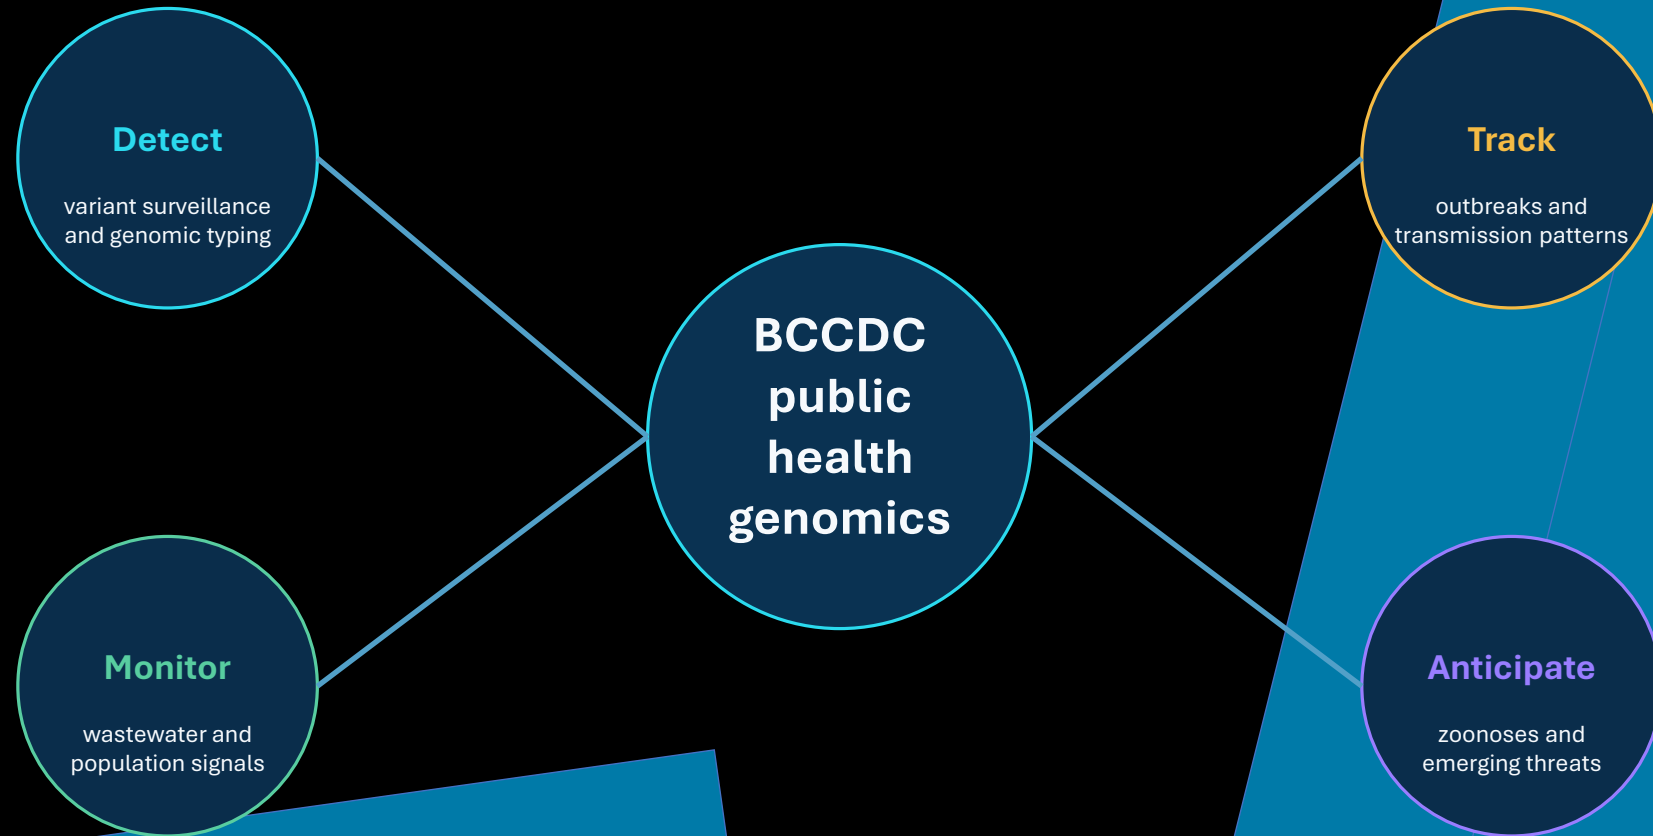 Detect
variant surveillance
and genomic typing
Track
outbreaks and
transmission patterns
BCCDC
public
health
genomics
Monitor
wastewater and
population signals
Anticipate
zoonoses and
emerging threats